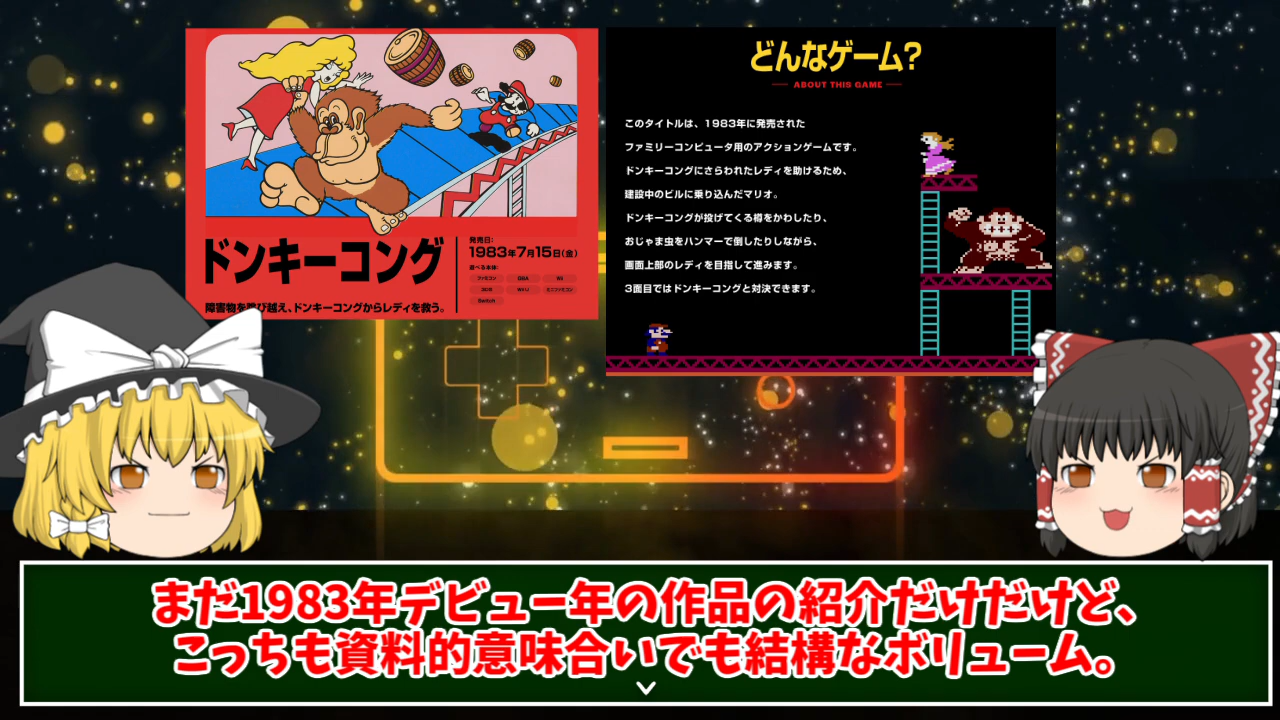 ドンキーコング
発売日:
1983年7月15日(金)
遊べる本体:
ファミコン GBA Wii
3DS WiiU ミニファミコン
Switch
障害物を飛び越え、ドンキーコングからレディを救う。
どんなゲーム?
ABOUT THIS GAME
このタイトルは、1983年に発売された
ファミリーコンピュータ用のアクションゲームです。
ドンキーコングにさらわれたレディを助けるため、
建設中のビルに乗り込んだマリオ。
ドンキーコングが投げてくる樽をかわしたり、
おじゃま虫をハンマーで倒したりしながら、
画面上部のレディを目指して進みます。
3面目ではドンキーコングと対決できます。
まだ1983年デビュー年の作品の紹介だけだけど、
こっちも資料的意味合いでも結構なボリューム。